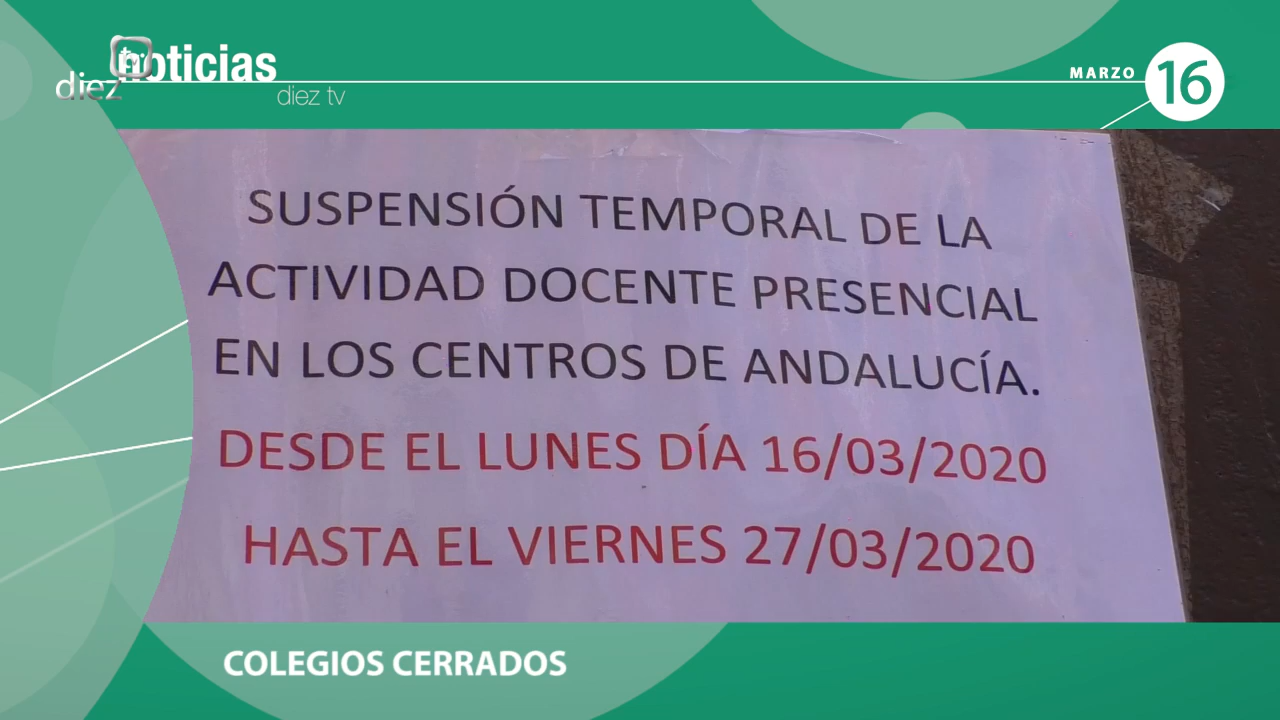 noticias
diez tv
diez tv
MARZO 16
SUSPENSIÓN TEMPORAL DE LA
ACTIVIDAD DOCENTE PRESENCIAL
EN LOS CENTROS DE ANDALUCÍA.
DESDE EL LUNES DÍA 16/03/2020
HASTA EL VIERNES 27/03/2020
COLEGIOS CERRADOS